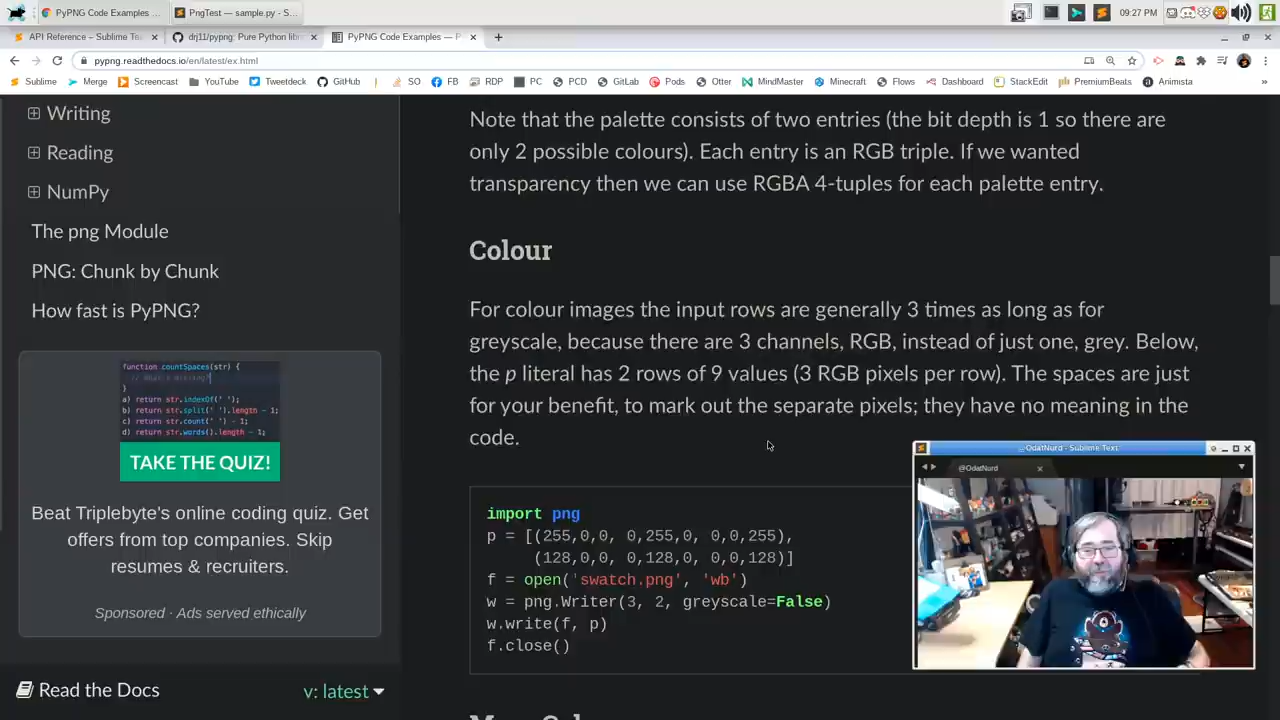 PyPNG Code Examples ...
PngTest — sample.py - S...
09:27 PM
API Reference – Sublime Te
drj11/pypng: Pure Python libr
PyPNG Code Examples — P
pypng.readthedocs.io/en/latest/ex.html
Sublime
Merge
Screencast
YouTube
Tweetdeck
GitHub
SO
FB
RDP
PC
PCD
GitLab
Pods
Otter
MindMaster
Minecraft
Flows
Dashboard
StackEdit
PremiumBeats
Animista
Writing
Reading
NumPy
The png Module
PNG: Chunk by Chunk
How fast is PyPNG?
function countSpaces(str) {
}
a) return str.indexOf(' ');
b) return str.split(' ').length - 1;
c) return str.count(' ') - 1;
d) return str.words().length - 1;
TAKE THE QUIZ!
Beat Triplebyte's online coding quiz. Get
offers from top companies. Skip
resumes & recruiters.
Sponsored · Ads served ethically
Read the Docs
v: latest
Note that the palette consists of two entries (the bit depth is 1 so there are
only 2 possible colours). Each entry is an RGB triple. If we wanted
transparency then we can use RGBA 4-tuples for each palette entry.
Colour
For colour images the input rows are generally 3 times as long as for
greyscale, because there are 3 channels, RGB, instead of just one, grey. Below,
the p literal has 2 rows of 9 values (3 RGB pixels per row). The spaces are just
for your benefit, to mark out the separate pixels; they have no meaning in the
code.
import png
p = [(255,0,0, 0,255,0, 0,0,255),
(128,0,0, 0,128,0, 0,0,128)]
f = open('swatch.png', 'wb')
w = png.Writer(3, 2, greyscale=False)
w.write(f, p)
f.close()
@OdatNurd - Sublime Text
@OdatNurd